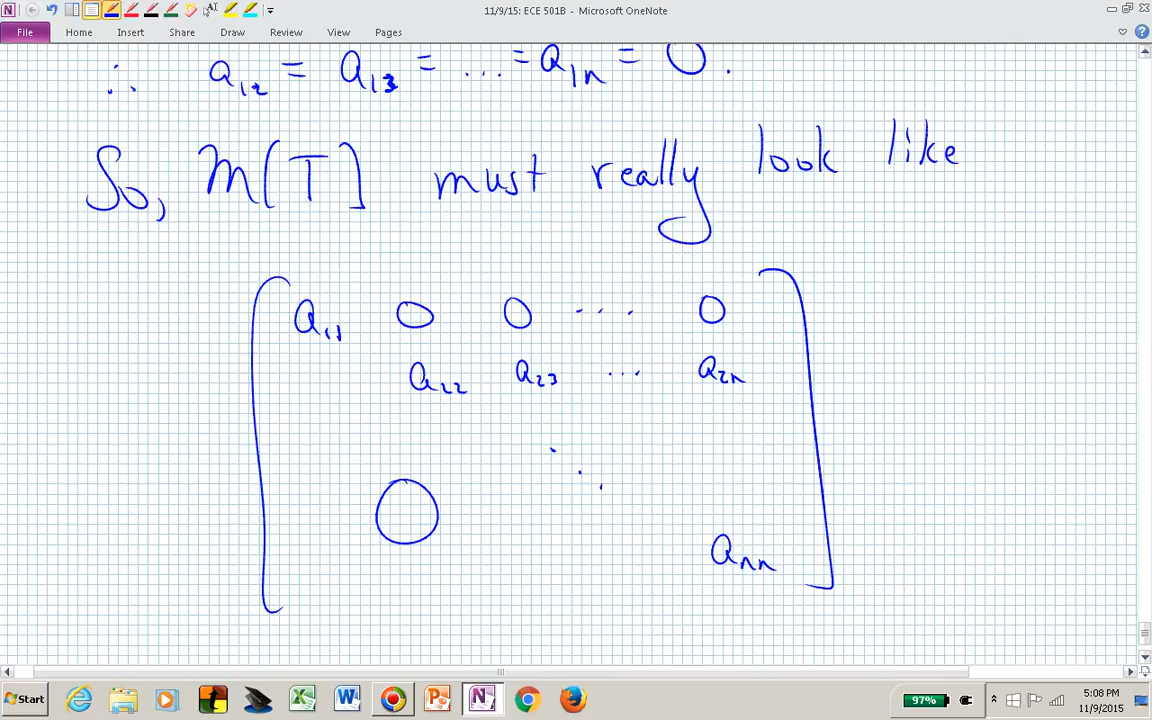 11/9/15: ECE 501B - Microsoft OneNote
File Home Insert Share Draw Review View Pages
∴ a₁₂ = a₁₃ = ... = a₁ₙ = 0.
So, M[T] must really look like
a₁₁ 0 0 ... 0
a₂₂ a₂₃ ... a₂ₙ
⋱
0
aₙₙ
Start
97%
5:08 PM
11/9/2015